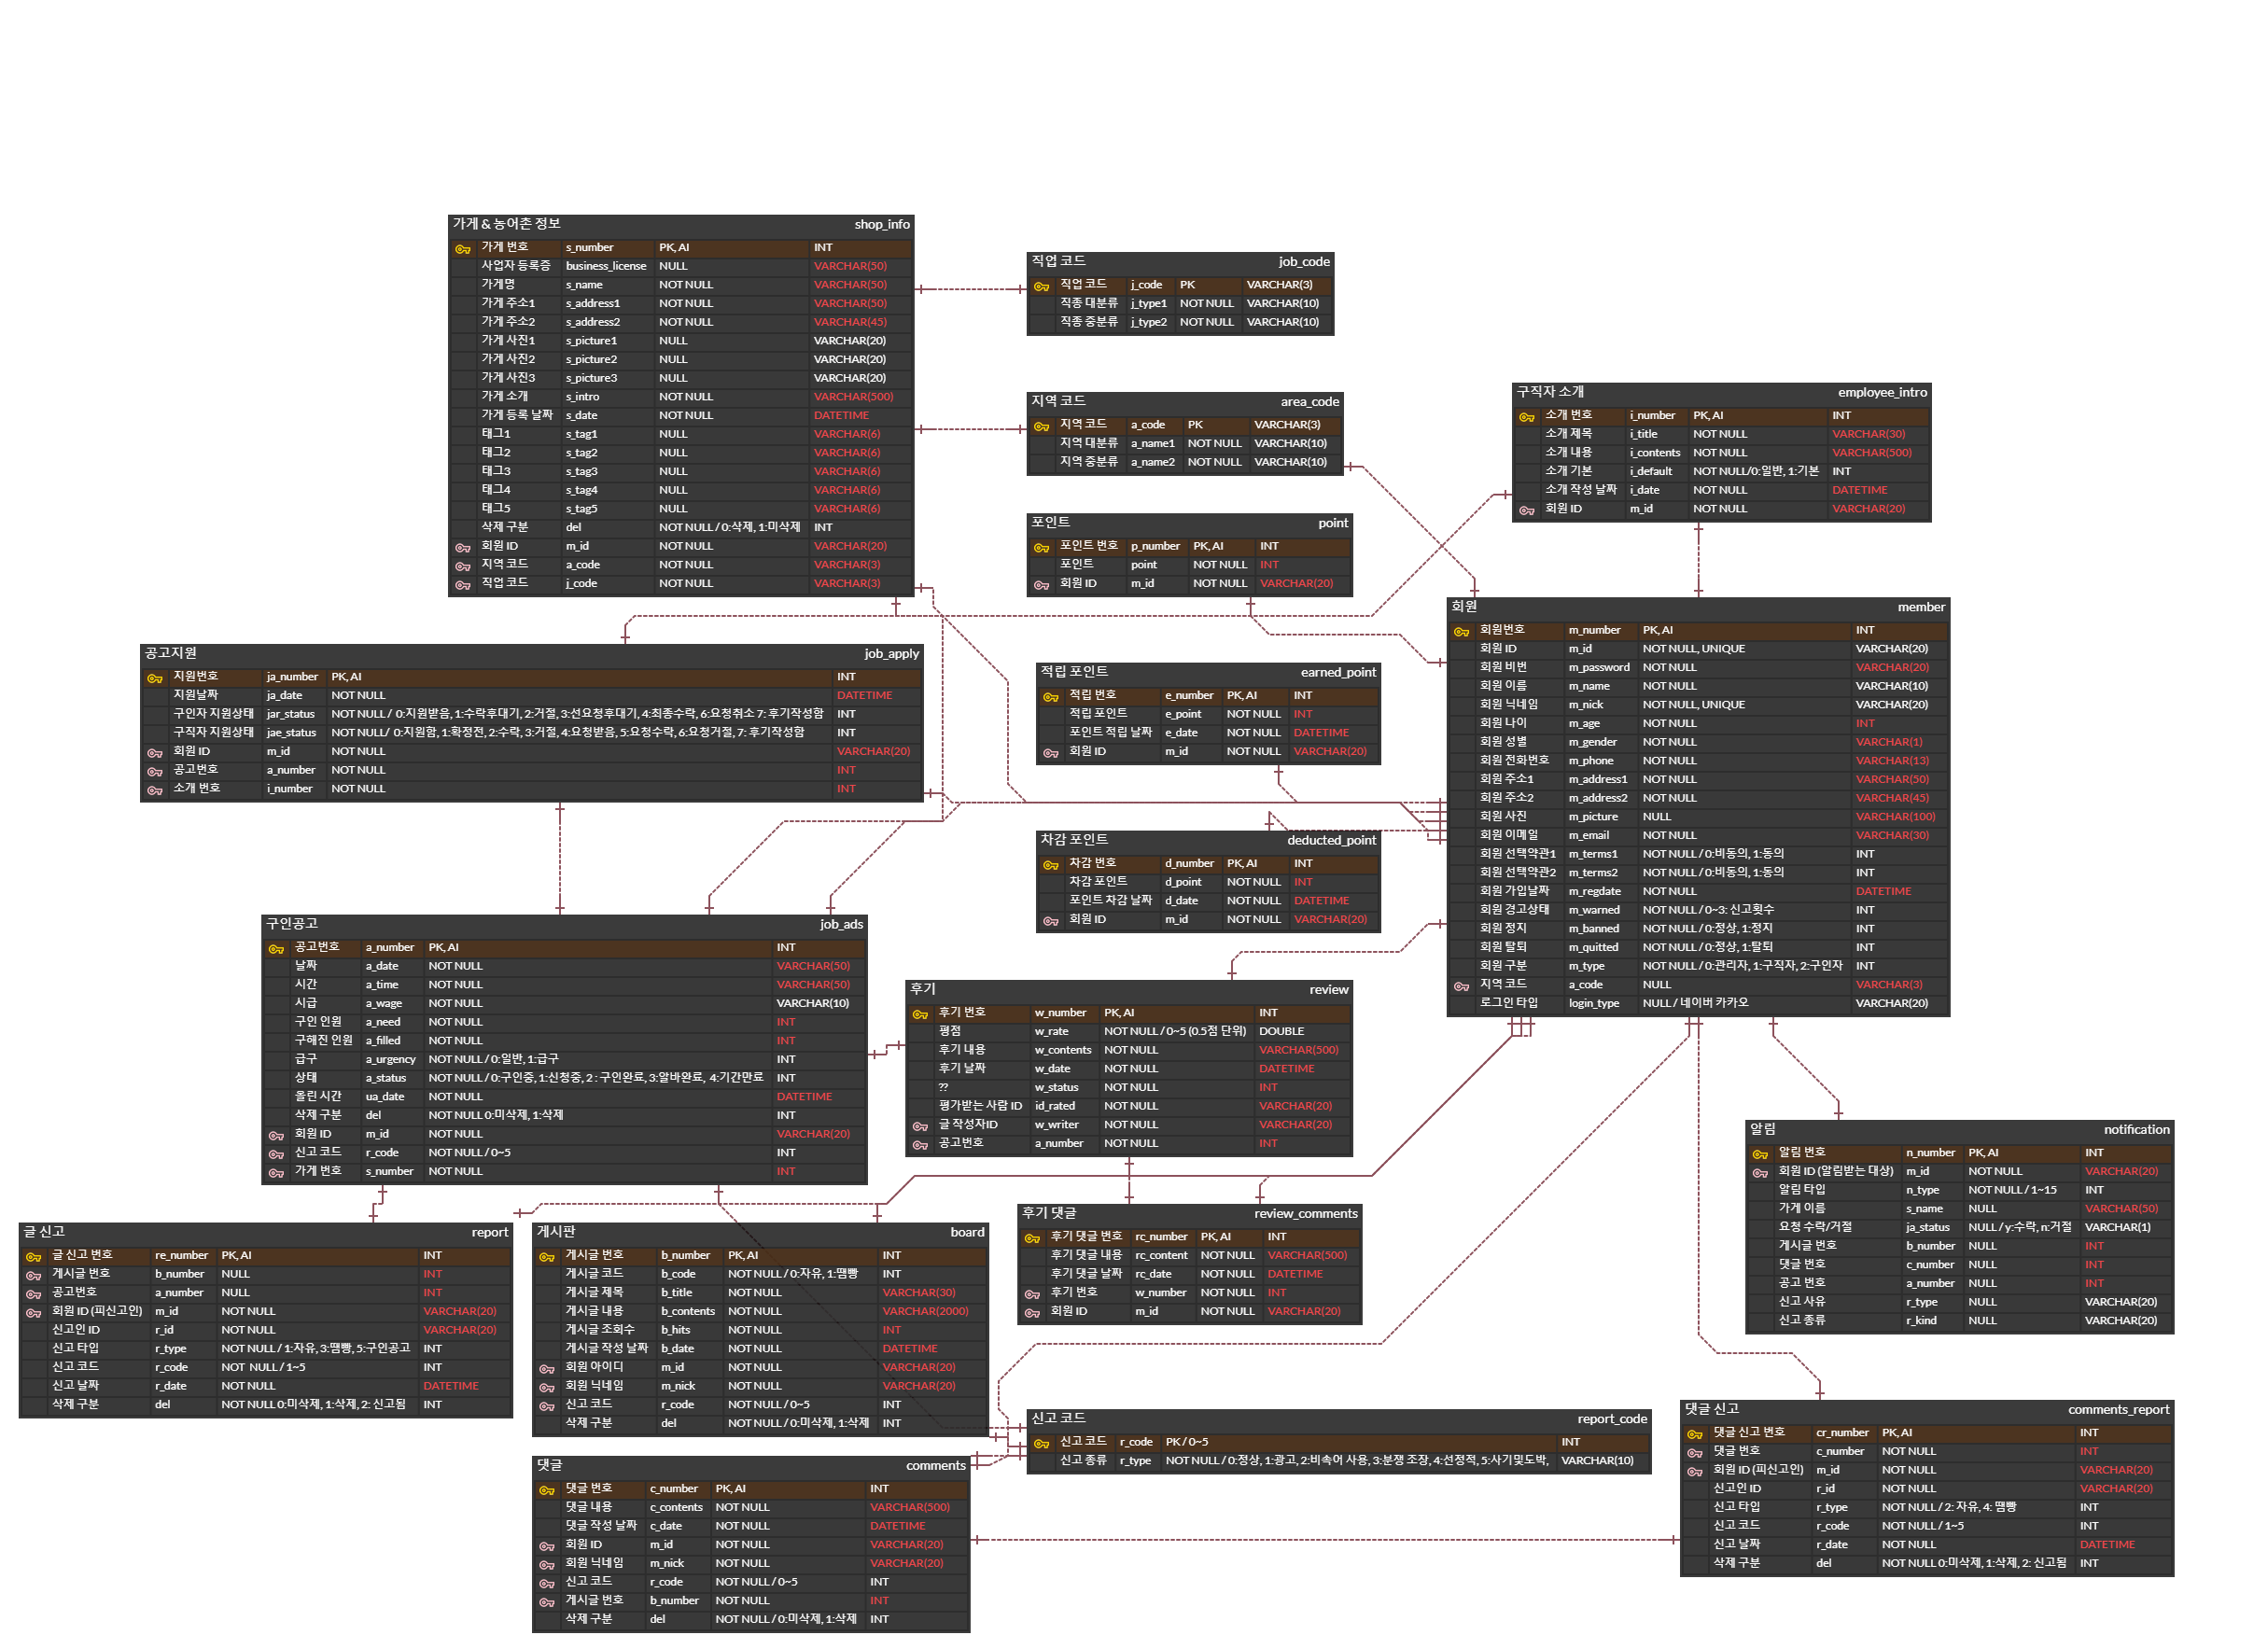 가게 & 농어촌 정보 shop_info
가게 번호 s_number PK, AI INT
사업자 등록증 business_license NULL VARCHAR(50)
가게명 s_name NOT NULL VARCHAR(50)
가게 주소1 s_address1 NOT NULL VARCHAR(50)
가게 주소2 s_address2 NOT NULL VARCHAR(45)
가게 사진1 s_picture1 NULL VARCHAR(20)
가게 사진2 s_picture2 NULL VARCHAR(20)
가게 사진3 s_picture3 NULL VARCHAR(20)
가게 소개 s_intro NOT NULL VARCHAR(500)
가게 등록 날짜 s_date NOT NULL DATETIME
태그1 s_tag1 NULL VARCHAR(6)
태그2 s_tag2 NULL VARCHAR(6)
태그3 s_tag3 NULL VARCHAR(6)
태그4 s_tag4 NULL VARCHAR(6)
태그5 s_tag5 NULL VARCHAR(6)
삭제 구분 del NOT NULL / 0:삭제, 1:미삭제 INT
회원 ID m_id NOT NULL VARCHAR(20)
지역 코드 a_code NOT NULL VARCHAR(3)
직업 코드 j_code NOT NULL VARCHAR(3)
직업 코드 job_code
직업 코드 j_code PK VARCHAR(3)
직종 대분류 j_type1 NOT NULL VARCHAR(10)
직종 중분류 j_type2 NOT NULL VARCHAR(10)
지역 코드 area_code
지역 코드 a_code PK VARCHAR(3)
지역 대분류 a_name1 NOT NULL VARCHAR(10)
지역 중분류 a_name2 NOT NULL VARCHAR(10)
구직자 소개 employee_intro
소개 번호 i_number PK, AI INT
소개 제목 i_title NOT NULL VARCHAR(30)
소개 내용 i_contents NOT NULL VARCHAR(500)
소개 기본 i_default NOT NULL/0:일반, 1:기본 INT
소개 작성 날짜 i_date NOT NULL DATETIME
회원 ID m_id NOT NULL VARCHAR(20)
포인트 point
포인트 번호 p_number PK, AI INT
포인트 point NOT NULL INT
회원 ID m_id NOT NULL VARCHAR(20)
회원 member
회원번호 m_number PK, AI INT
회원 ID m_id NOT NULL, UNIQUE VARCHAR(20)
회원 비번 m_password NOT NULL VARCHAR(20)
회원 이름 m_name NOT NULL VARCHAR(10)
회원 닉네임 m_nick NOT NULL, UNIQUE VARCHAR(20)
회원 나이 m_age NOT NULL INT
회원 성별 m_gender NOT NULL VARCHAR(1)
회원 전화번호 m_phone NOT NULL VARCHAR(13)
회원 주소1 m_address1 NOT NULL VARCHAR(50)
회원 주소2 m_address2 NOT NULL VARCHAR(45)
회원 사진 m_picture NULL VARCHAR(100)
회원 이메일 m_email NOT NULL VARCHAR(30)
회원 선택약관1 m_terms1 NOT NULL / 0:비동의, 1:동의 INT
회원 선택약관2 m_terms2 NOT NULL / 0:비동의, 1:동의 INT
회원 가입날짜 m_regdate NOT NULL DATETIME
회원 경고상태 m_warned NOT NULL / 0~3: 신고횟수 INT
회원 정지 m_banned NOT NULL / 0:정상, 1:정지 INT
회원 탈퇴 m_quitted NOT NULL / 0:정상, 1:탈퇴 INT
회원 구분 m_type NOT NULL / 0:관리자, 1:구직자, 2:구인자 INT
지역 코드 a_code NULL VARCHAR(3)
로그인 타입 login_type NULL / 네이버 카카오 VARCHAR(20)
공고지원 job_apply
지원번호 ja_number PK, AI INT
지원날짜 ja_date NOT NULL DATETIME
구인자 지원상태 jar_status NOT NULL / 0:지원받음, 1:수락후대기, 2:거절, 3:선요청후대기, 4:최종수락, 6:요청취소 7: 후기작성함 INT
구직자 지원상태 jae_status NOT NULL/ 0:지원함, 1:확정전, 2:수락, 3:거절, 4:요청받음, 5:요청수락, 6:요청거절, 7: 후기작성함 INT
회원 ID m_id NOT NULL VARCHAR(20)
공고번호 a_number NOT NULL INT
소개 번호 i_number NOT NULL INT
적립 포인트 earned_point
적립 번호 e_number PK, AI INT
적립 포인트 e_point NOT NULL INT
포인트 적립 날짜 e_date NOT NULL DATETIME
회원 ID m_id NOT NULL VARCHAR(20)
차감 포인트 deducted_point
차감 번호 d_number PK, AI INT
차감 포인트 d_point NOT NULL INT
포인트 차감 날짜 d_date NOT NULL DATETIME
회원 ID m_id NOT NULL VARCHAR(20)
구인공고 job_ads
공고번호 a_number PK, AI INT
날짜 a_date NOT NULL VARCHAR(50)
시간 a_time NOT NULL VARCHAR(50)
시급 a_wage NOT NULL VARCHAR(10)
구인 인원 a_need NOT NULL INT
구해진 인원 a_filled NOT NULL INT
급구 a_urgency NOT NULL / 0:일반, 1:급구 INT
상태 a_status NOT NULL / 0:구인중, 1:신청중, 2 : 구인완료, 3:알바완료, 4:기간만료 INT
올린 시간 ua_date NOT NULL DATETIME
삭제 구분 del NOT NULL 0:미삭제, 1:삭제 INT
회원 ID m_id NOT NULL VARCHAR(20)
신고 코드 r_code NOT NULL / 0~5 INT
가게 번호 s_number NOT NULL INT
후기 review
후기 번호 w_number PK, AI INT
평점 w_rate NOT NULL / 0~5 (0.5점 단위) DOUBLE
후기 내용 w_contents NOT NULL VARCHAR(500)
후기 날짜 w_date NOT NULL DATETIME
?? w_status NOT NULL INT
평가받는 사람 ID id_rated NOT NULL VARCHAR(20)
글 작성자ID w_writer NOT NULL VARCHAR(20)
공고번호 a_number NOT NULL INT
알림 notification
알림 번호 n_number PK, AI INT
회원 ID (알림받는 대상) m_id NOT NULL VARCHAR(20)
알림 타입 n_type NOT NULL / 1~15 INT
가게 이름 s_name NULL VARCHAR(50)
요청 수락/거절 ja_status NULL / y:수락, n:거절 VARCHAR(1)
게시글 번호 b_number NULL INT
댓글 번호 c_number NULL INT
공고 번호 a_number NULL INT
신고 사유 r_type NULL VARCHAR(20)
신고 종류 r_kind NULL VARCHAR(20)
글 신고 report
글 신고 번호 re_number PK, AI INT
게시글 번호 b_number NULL INT
공고번호 a_number NULL INT
회원 ID (피신고인) m_id NOT NULL VARCHAR(20)
신고인 ID r_id NOT NULL VARCHAR(20)
신고 타입 r_type NOT NULL / 1:자유, 3:땜빵, 5:구인공고 INT
신고 코드 r_code NOT NULL / 1~5 INT
신고 날짜 r_date NOT NULL DATETIME
삭제 구분 del NOT NULL 0:미삭제, 1:삭제, 2: 신고됨 INT
게시판 board
게시글 번호 b_number PK, AI INT
게시글 코드 b_code NOT NULL / 0:자유, 1:땜빵 INT
게시글 제목 b_title NOT NULL VARCHAR(30)
게시글 내용 b_contents NOT NULL VARCHAR(2000)
게시글 조회수 b_hits NOT NULL INT
게시글 작성 날짜 b_date NOT NULL DATETIME
회원 아이디 m_id NOT NULL VARCHAR(20)
회원 닉네임 m_nick NOT NULL VARCHAR(20)
신고 코드 r_code NOT NULL / 0~5 INT
삭제 구분 del NOT NULL / 0:미삭제, 1:삭제 INT
후기 댓글 review_comments
후기 댓글 번호 rc_number PK, AI INT
후기 댓글 내용 rc_content NOT NULL VARCHAR(500)
후기 댓글 날짜 rc_date NOT NULL DATETIME
후기 번호 w_number NOT NULL INT
회원 ID m_id NOT NULL VARCHAR(20)
신고 코드 report_code
신고 코드 r_code PK / 0~5 INT
신고 종류 r_type NOT NULL / 0:정상, 1:광고, 2:비속어 사용, 3:분쟁 조장, 4:선정적, 5:사기및도박, VARCHAR(10)
댓글 comments
댓글 번호 c_number PK, AI INT
댓글 내용 c_contents NOT NULL VARCHAR(500)
댓글 작성 날짜 c_date NOT NULL DATETIME
회원 ID m_id NOT NULL VARCHAR(20)
회원 닉네임 m_nick NOT NULL VARCHAR(20)
신고 코드 r_code NOT NULL / 0~5 INT
게시글 번호 b_number NOT NULL INT
삭제 구분 del NOT NULL / 0:미삭제, 1:삭제 INT
댓글 신고 comments_report
댓글 신고 번호 cr_number PK, AI INT
댓글 번호 c_number NOT NULL INT
회원 ID (피신고인) m_id NOT NULL VARCHAR(20)
신고인 ID r_id NOT NULL VARCHAR(20)
신고 타입 r_type NOT NULL / 2: 자유, 4: 땜빵 INT
신고 코드 r_code NOT NULL / 1~5 INT
신고 날짜 r_date NOT NULL DATETIME
삭제 구분 del NOT NULL 0:미삭제, 1:삭제, 2: 신고됨 INT